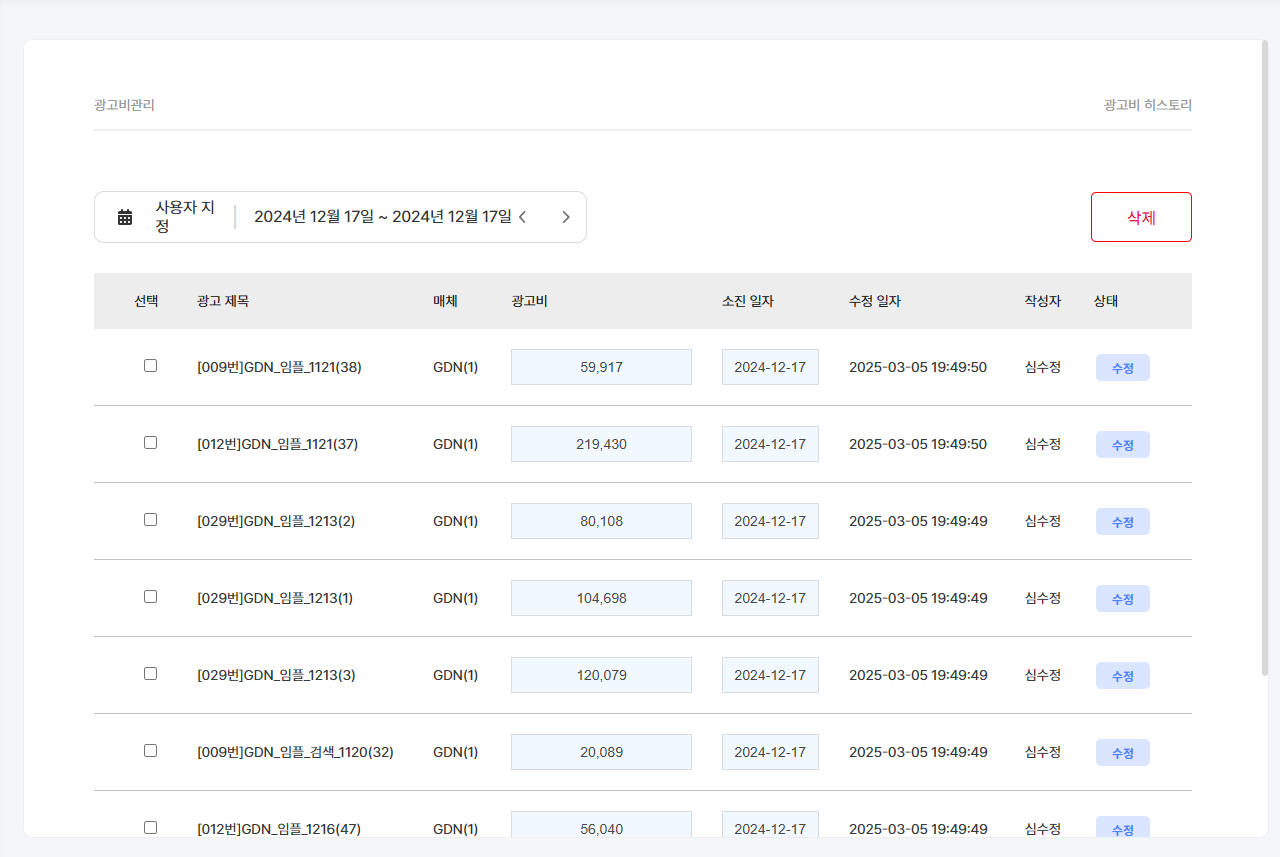 광고비관리 광고비 히스토리
사용자 지
정
2024년 12월 17일 ~ 2024년 12월 17일
삭제
선택 광고 제목 매체 광고비 소진 일자 수정 일자 작성자 상태
[009번]GDN_임플_1121(38) GDN(1) 59,917 2024-12-17 2025-03-05 19:49:50 심수정 수정
[012번]GDN_임플_1121(37) GDN(1) 219,430 2024-12-17 2025-03-05 19:49:50 심수정 수정
[029번]GDN_임플_1213(2) GDN(1) 80,108 2024-12-17 2025-03-05 19:49:49 심수정 수정
[029번]GDN_임플_1213(1) GDN(1) 104,698 2024-12-17 2025-03-05 19:49:49 심수정 수정
[029번]GDN_임플_1213(3) GDN(1) 120,079 2024-12-17 2025-03-05 19:49:49 심수정 수정
[009번]GDN_임플_검색_1120(32) GDN(1) 20,089 2024-12-17 2025-03-05 19:49:49 심수정 수정
[012번]GDN_임플_1216(47) GDN(1) 56,040 2024-12-17 2025-03-05 19:49:49 심수정 수정